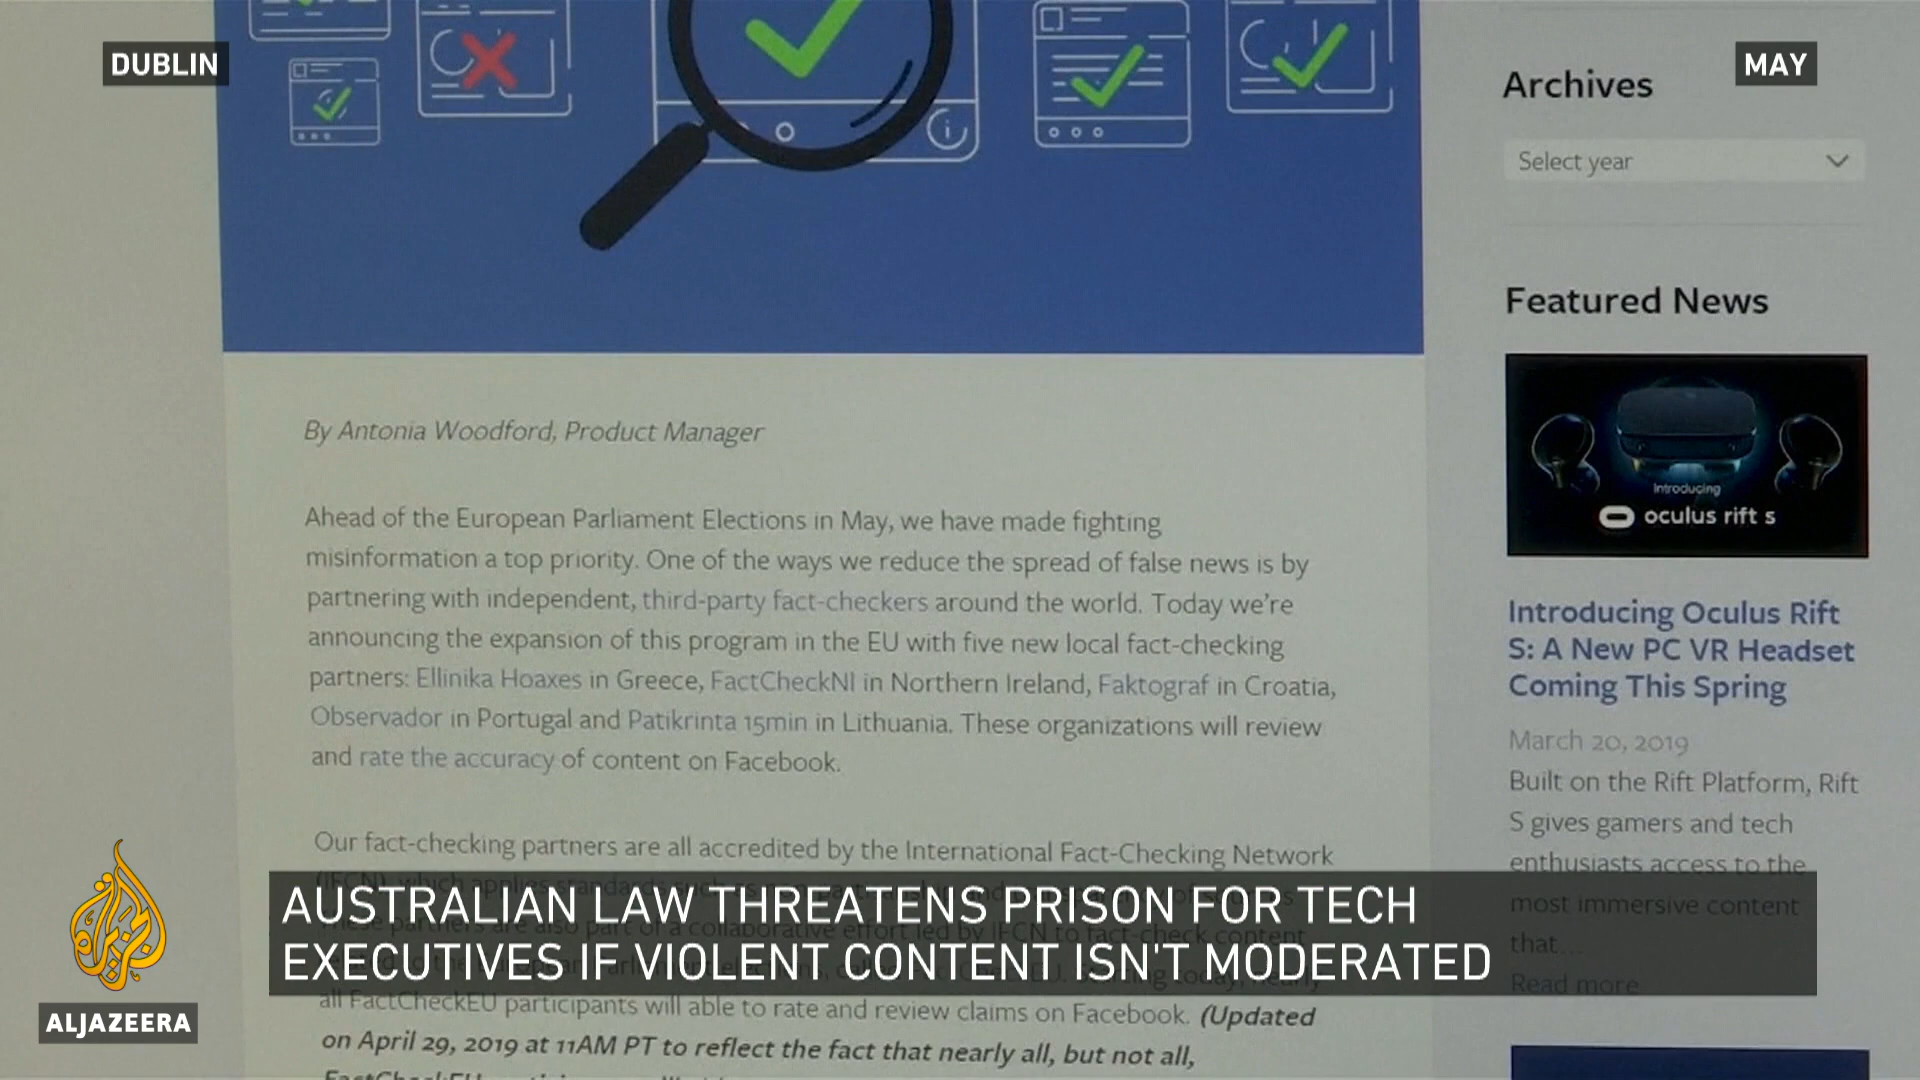 DUBLIN
MAY
Archives
Select year
Featured News
Introducing
oculus rift s
Introducing Oculus Rift
S: A New PC VR Headset
Coming This Spring
March 20, 2019
Built on the Rift Platform, Rift
S gives gamers and tech
enthusiasts access to the
most immersive content
that...
Read more
By Antonia Woodford, Product Manager
Ahead of the European Parliament Elections in May, we have made fighting
misinformation a top priority. One of the ways we reduce the spread of false news is by
partnering with independent, third-party fact-checkers around the world. Today we're
announcing the expansion of this program in the EU with five new local fact-checking
partners: Ellinika Hoaxes in Greece, FactCheckNI in Northern Ireland, Faktograf in Croatia,
Observador in Portugal and Patikrinta 15min in Lithuania. These organizations will review
and rate the accuracy of content on Facebook.
Our fact-checking partners are all accredited by the International Fact-Checking Network
AUSTRALIAN LAW THREATENS PRISON FOR TECH
EXECUTIVES IF VIOLENT CONTENT ISN'T MODERATED
all FactCheckEU participants will able to rate and review claims on Facebook. (Updated
on April 29, 2019 at 11AM PT to reflect the fact that nearly all, but not all,
ALJAZEERA